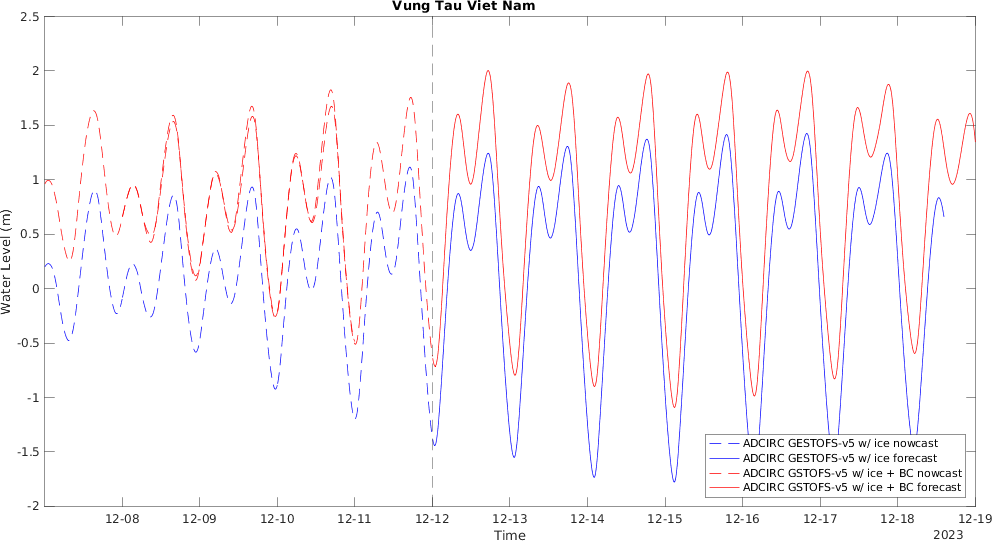 Vung Tau Viet Nam
2.5
2
1.5
1
0.5
0
-0.5
-1
-1.5
-2
Water Level (m)
12-08 12-09 12-10 12-11 12-12 12-13 12-14 12-15 12-16 12-17 12-18 12-19
Time
2023
ADCIRC GESTOFS-v5 w/ ice nowcast
ADCIRC GESTOFS-v5 w/ ice forecast
ADCIRC GSTOFS-v5 w/ ice + BC nowcast
ADCIRC GSTOFS-v5 w/ ice + BC forecast